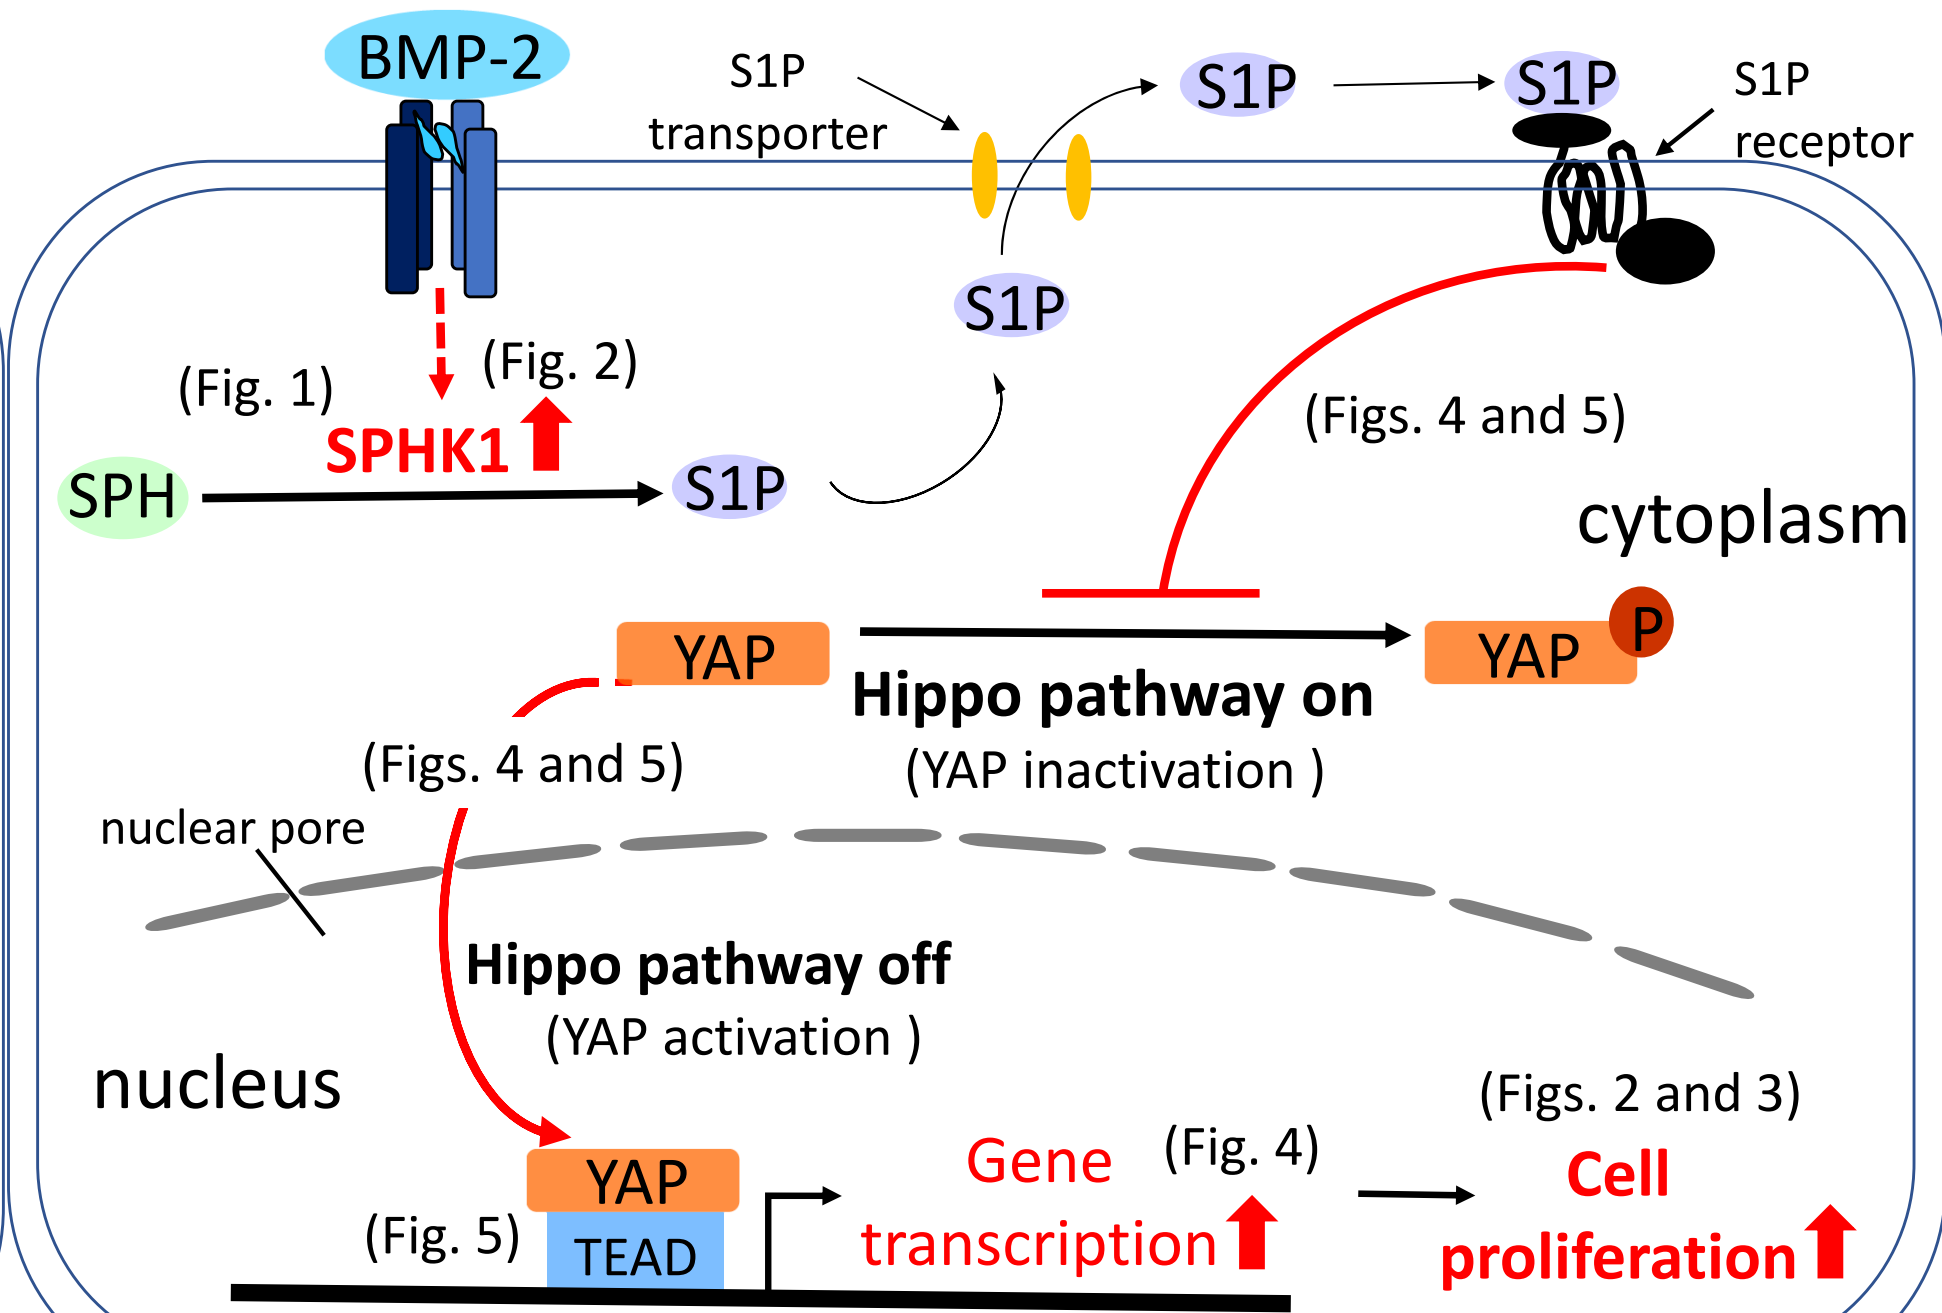 BMP-2
S1P
transporter
S1P
S1P
S1P
receptor
S1P
(Fig. 1)
(Fig. 2)
SPHK1
SPH
S1P
(Figs. 4 and 5)
cytoplasm
YAP
YAP
P
Hippo pathway on
(YAP inactivation )
(Figs. 4 and 5)
nuclear pore
Hippo pathway off
(YAP activation )
nucleus
YAP
TEAD
(Fig. 5)
Gene
transcription
(Fig. 4)
(Figs. 2 and 3)
Cell
proliferation